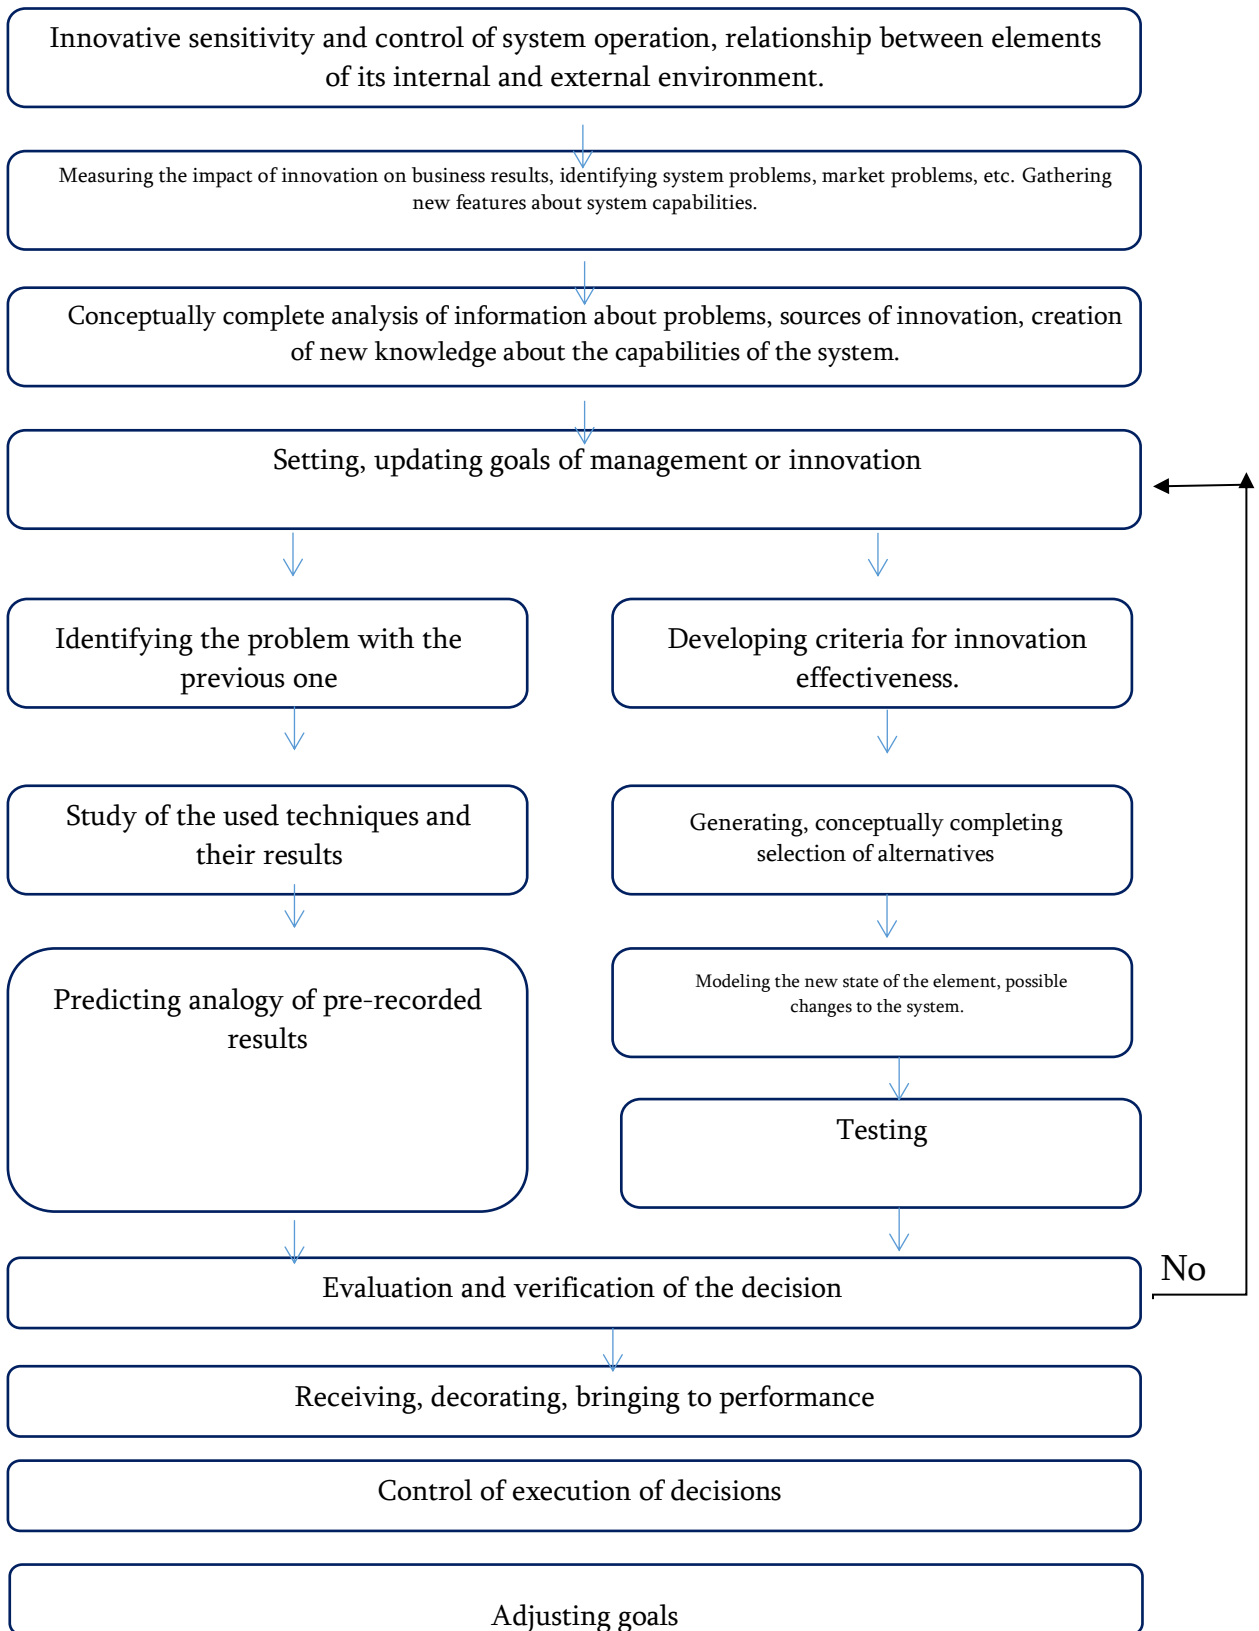 Innovative sensitivity and control of system operation, relationship between elements
of its internal and external environment.
Measuring the impact of innovation on business results, identifying system problems, market problems, etc. Gathering
new features about system capabilities.
Conceptually complete analysis of information about problems, sources of innovation, creation
of new knowledge about the capabilities of the system.
Setting, updating goals of management or innovation
Identifying the problem with the
previous one
Developing criteria for innovation
effectiveness.
Study of the used techniques and
their results
Generating, conceptually completing
selection of alternatives
Predicting analogy of pre-recorded
results
Modeling the new state of the element, possible
changes to the system.
Testing
No
Evaluation and verification of the decision
Receiving, decorating, bringing to performance
Control of execution of decisions
Adjusting goals